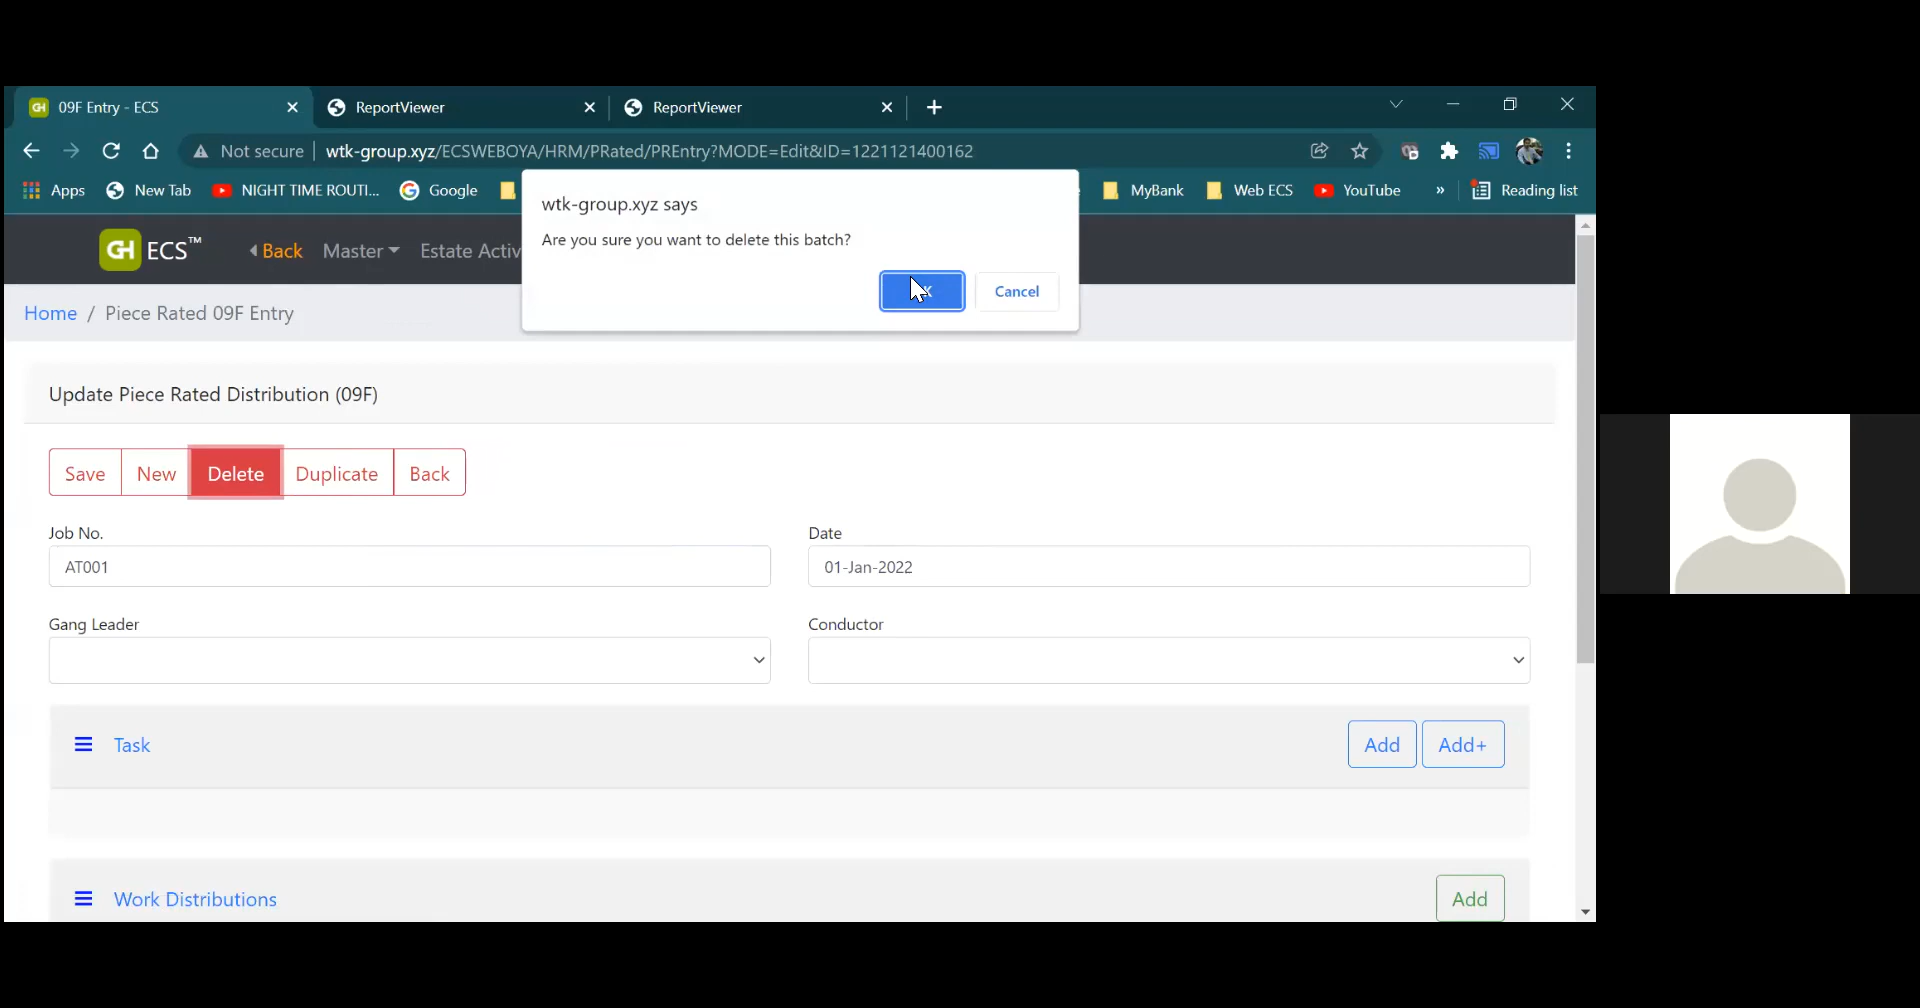 09F Entry - ECS
ReportViewer
ReportViewer
Not secure
wtk-group.xyz/ECSWEBOYA/HRM/PRated/PREntry?MODE=Edit&ID=1221121400162
Apps
New Tab
NIGHT TIME ROUTI...
Google
MyBank
Web ECS
YouTube
»
Reading list
wtk-group.xyz says
Are you sure you want to delete this batch?
Cancel
GH ECS™
Back
Master
Estate Activ
Home / Piece Rated 09F Entry
Update Piece Rated Distribution (09F)
Save
New
Delete
Duplicate
Back
Job No.
AT001
Date
01-Jan-2022
Gang Leader
Conductor
Task
Add
Add+
Work Distributions
Add